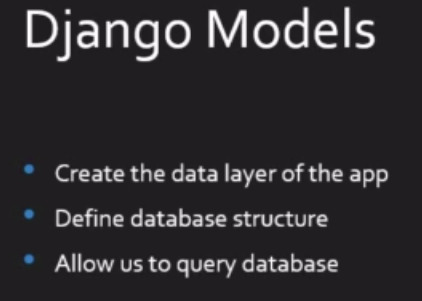 Django Models
Create the data layer of the app
Define database structure
Allow us to query database